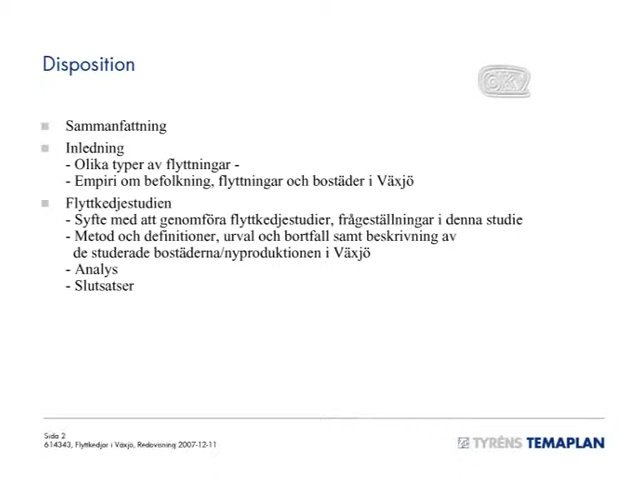 Disposition
OKV
Sammanfattning
Inledning
- Olika typer av flyttningar -
- Empiri om befolkning, flyttningar och bostäder i Växjö
Flyttkedjestudien
- Syfte med att genomföra flyttkedjestudier, frågeställningar i denna studie
- Metod och definitioner, urval och bortfall samt beskrivning av
de studerade bostäderna/nyproduktionen i Växjö
- Analys
- Slutsatser
Sida 2
614343, Flyttkedjor i Växjö, Redovisning 2007-12-11
TYRÉNS TEMAPLAN